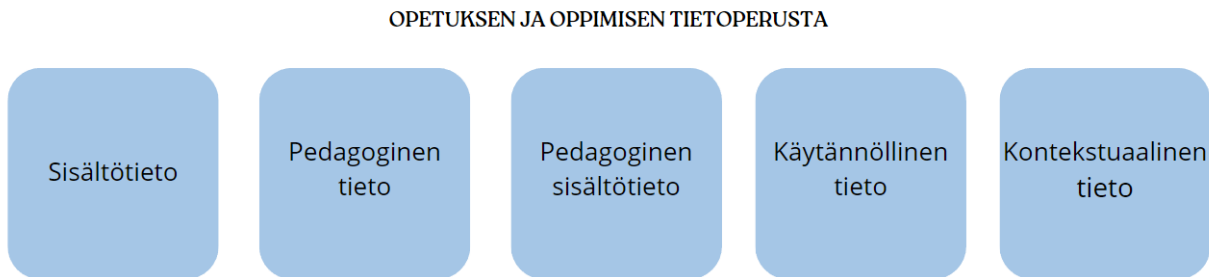 OPETUKSEN JA OPPIMISEN TIETOPERUSTA
Sisältötieto
Pedagoginen
tieto
Pedagoginen
sisältötieto
Käytännöllinen
tieto
Kontekstuaalinen
tieto